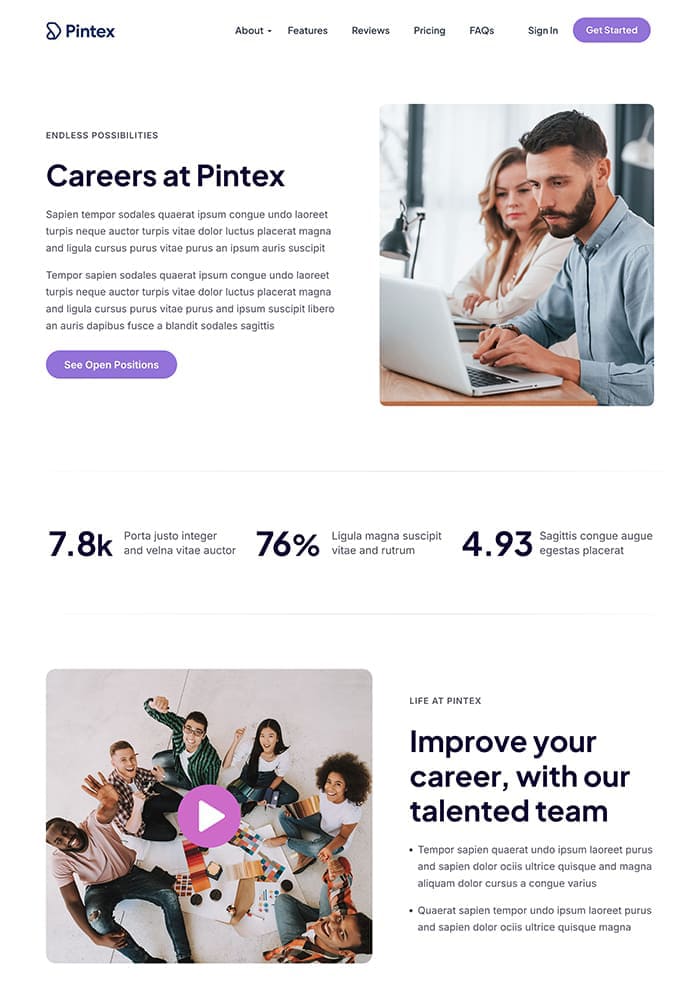 Pintex
About
Features
Reviews
Pricing
FAQs
Sign In
Get Started
ENDLESS POSSIBILITIES
Careers at Pintex
Sapien tempor sodales quaerat ipsum congue undo laoreet
turpis neque auctor turpis vitae dolor luctus placerat magna
and ligula cursus purus vitae purus an ipsum auris suscipit
Tempor sapien sodales quaerat ipsum congue undo laoreet
turpis neque auctor turpis vitae dolor luctus placerat magna
and ligula cursus purus vitae purus and ipsum suscipit libero
an auris dapibus fusce a blandit sodales sagittis
See Open Positions
7.8k
Porta justo integer
and velna vitae auctor
76%
Ligula magna suscipit
vitae and rutrum
4.93
Sagittis congue augue
egestas placerat
LIFE AT PINTEX
Improve your
career, with our
talented team
• Tempor sapien quaerat undo ipsum laoreet purus
and sapien dolor ociis ultrice quisque and magna
aliquam dolor cursus a congue varius
• Quaerat sapien tempor undo ipsum laoreet purus
and sapien dolor ociis ultrice quisque magna